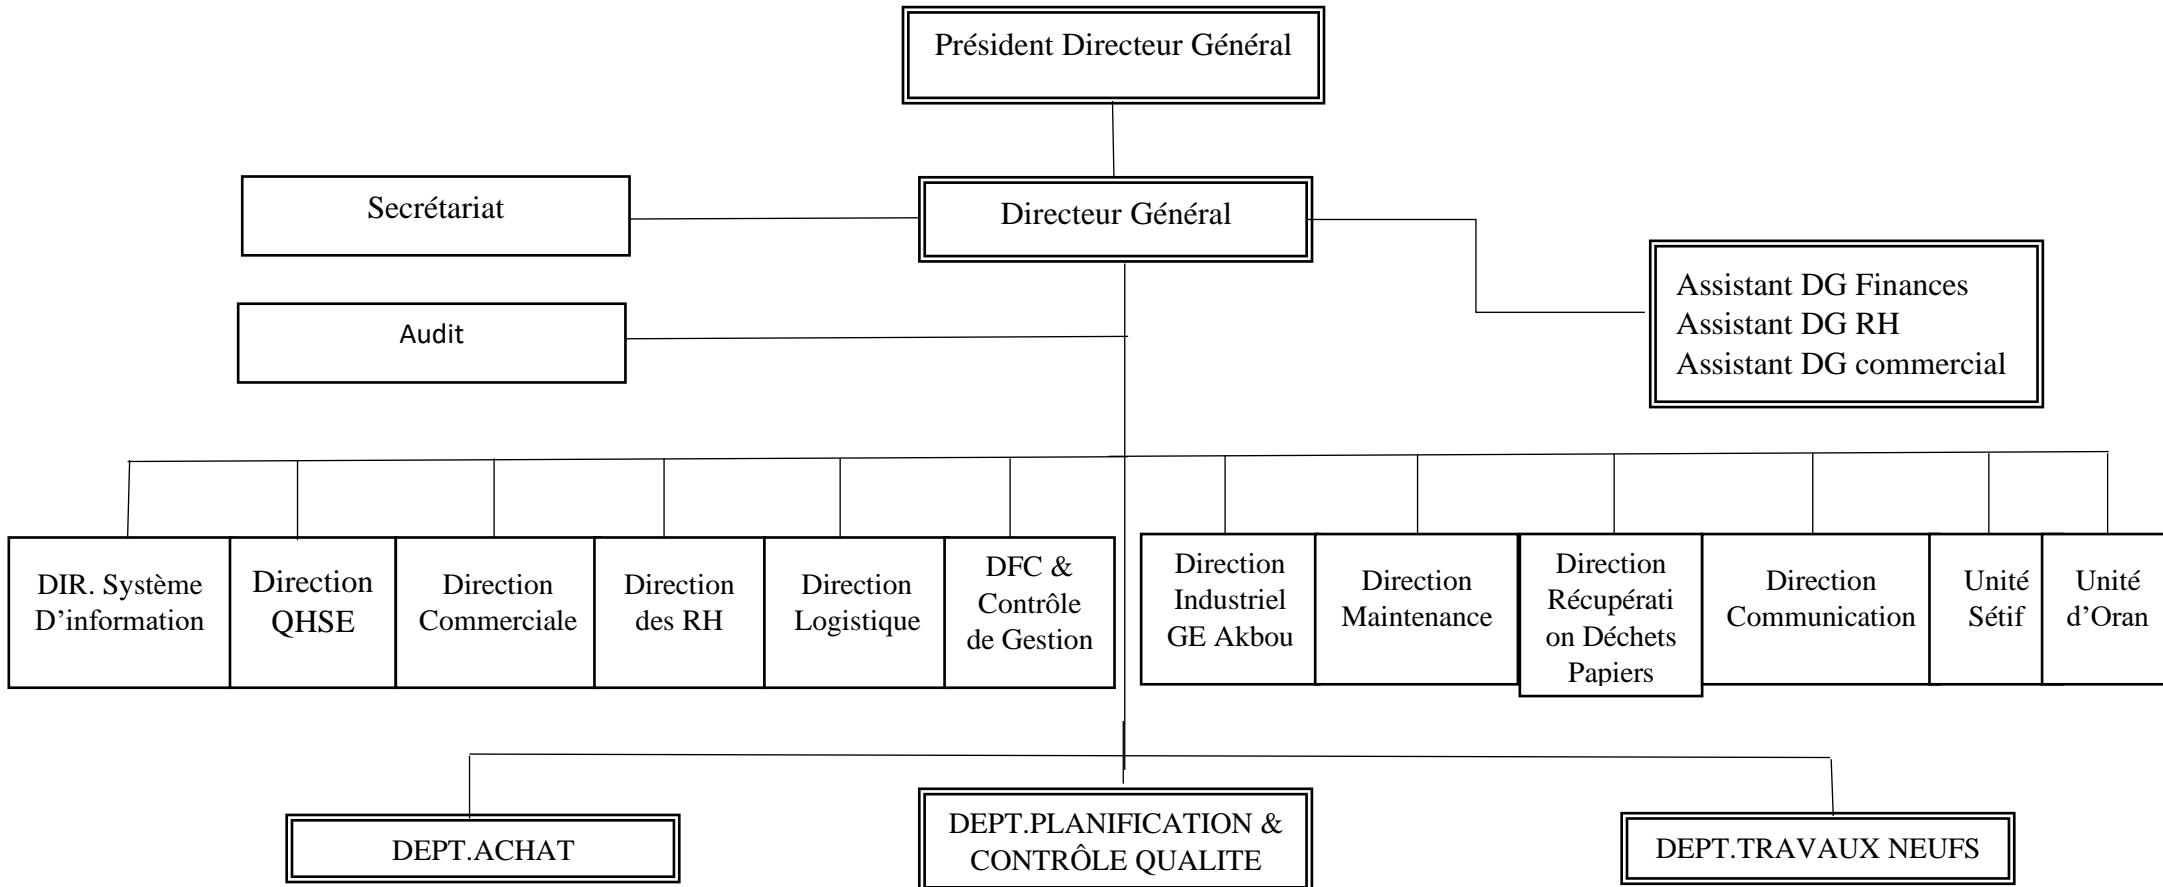 Président Directeur Général
Secrétariat
Directeur Général
Assistant DG Finances
Assistant DG RH
Assistant DG commercial
Audit
DIR. Système
D’information
Direction
QHSE
Direction
Commerciale
Direction
des RH
Direction
Logistique
DFC &
Contrôle
de Gestion
Direction
Industriel
GE Akbou
Direction
Maintenance
Direction
Récupérati
on Déchets
Papiers
Direction
Communication
Unité
Sétif
Unité
d’Oran
DEPT.ACHAT
DEPT.PLANIFICATION &
CONTRÔLE QUALITE
DEPT.TRAVAUX NEUFS